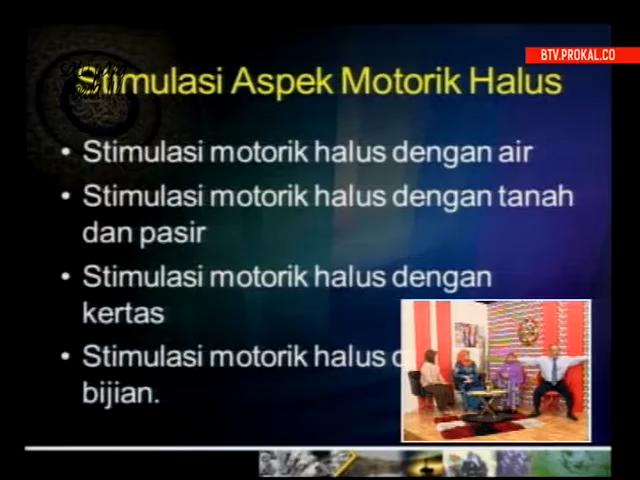 BTV.PROKAL.CO
Stimulasi Aspek Motorik Halus
• Stimulasi motorik halus dengan air
• Stimulasi motorik halus dengan tanah
dan pasir
• Stimulasi motorik halus dengan
kertas
• Stimulasi motorik halus
bijian.